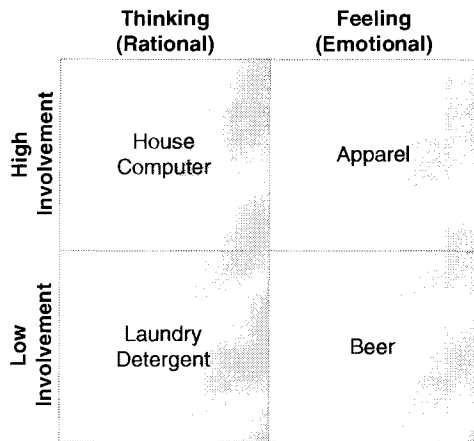 Thinking
(Rational)
Feeling
(Emotional)
High
Involvement
House
Computer
Apparel
Low
Involvement
Laundry
Detergent
Beer